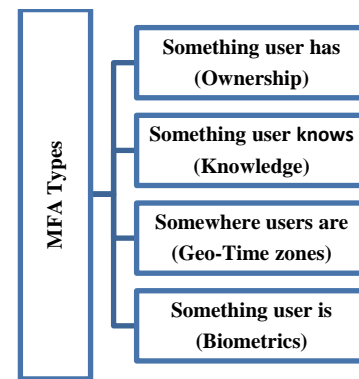 MFA Types
Something user has
(Ownership)
Something user knows
(Knowledge)
Somewhere users are
(Geo-Time zones)
Something user is
(Biometrics)